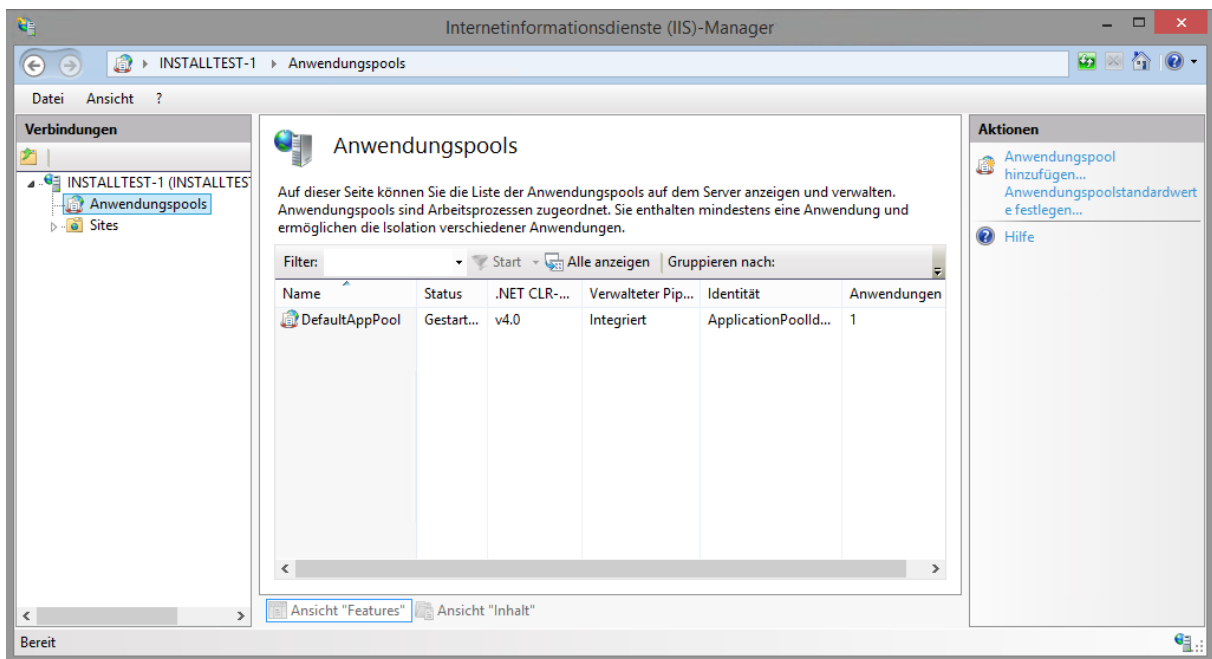 Internetinformationsdienste (IIS)-Manager
INSTALLTEST-1 Anwendungspools
Datei Ansicht ?
Verbindungen
INSTALLTEST-1 (INSTALLTES
Anwendungspools
Sites
Anwendungspools
Auf dieser Seite können Sie die Liste der Anwendungspools auf dem Server anzeigen und verwalten.
Anwendungspools sind Arbeitsprozessen zugeordnet. Sie enthalten mindestens eine Anwendung und
ermöglichen die Isolation verschiedener Anwendungen.
Filter: Start Alle anzeigen Gruppieren nach:
Name Status .NET CLR-... Verwalteter Pip... Identität Anwendungen
DefaultAppPool Gestart... v4.0 Integriert ApplicationPoolId... 1
Ansicht "Features" Ansicht "Inhalt"
Aktionen
Anwendungspool
hinzufügen...
Anwendungspoolstandardwert
e festlegen...
Hilfe
Bereit